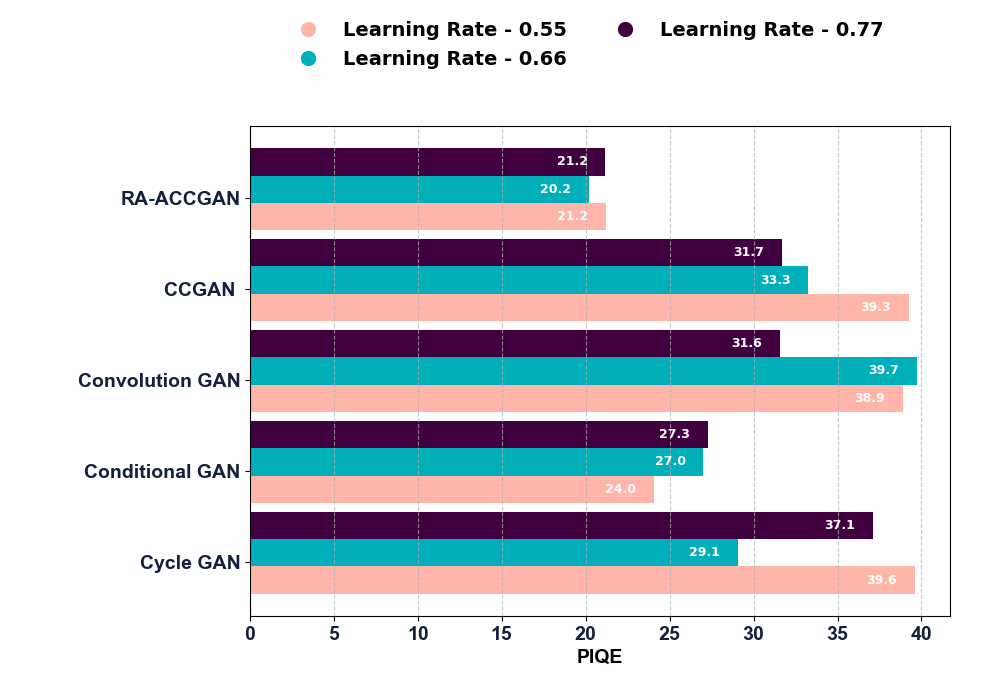 Learning Rate - 0.55
Learning Rate - 0.77
Learning Rate - 0.66
RA-ACCGAN
21.2
20.2
21.2
CCGAN
31.7
33.3
39.3
Convolution GAN
31.6
39.7
38.9
Conditional GAN
27.3
27.0
24.0
Cycle GAN
37.1
29.1
39.6
0 5 10 15 20 25 30 35 40
PIQE